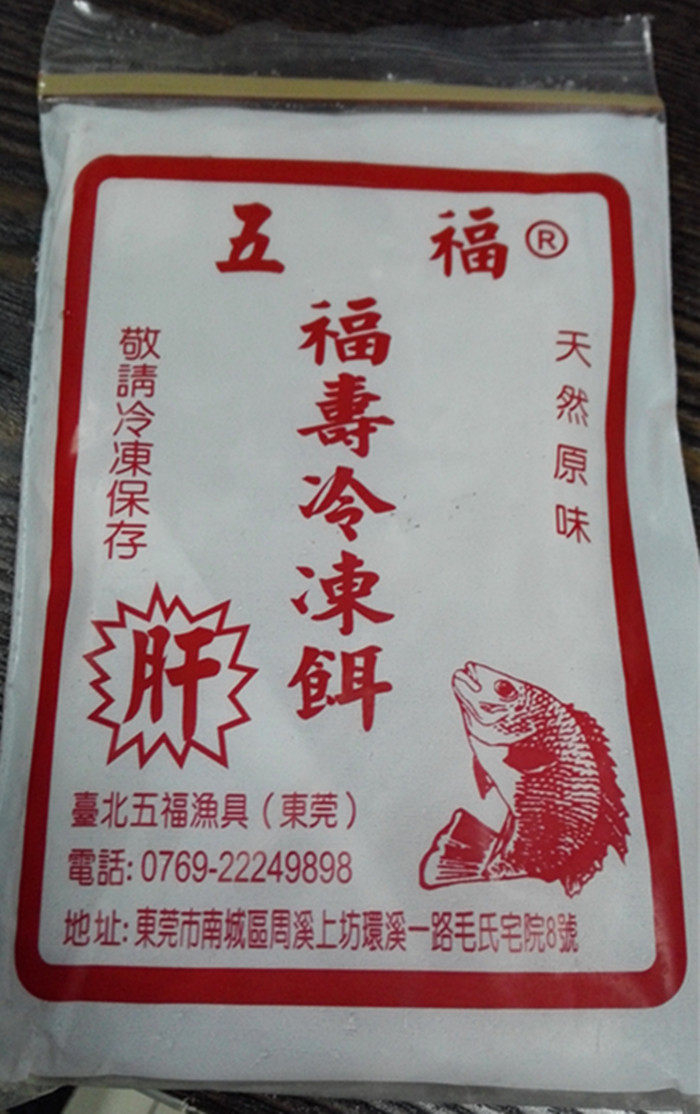 五福®
天然原味
福壽冷凍餌
敬請冷凍保存
肝
臺北五福漁具(東莞)
電話: 0769-22249898
地址: 東莞市南城區周溪上坊環溪一路毛氏宅院8號